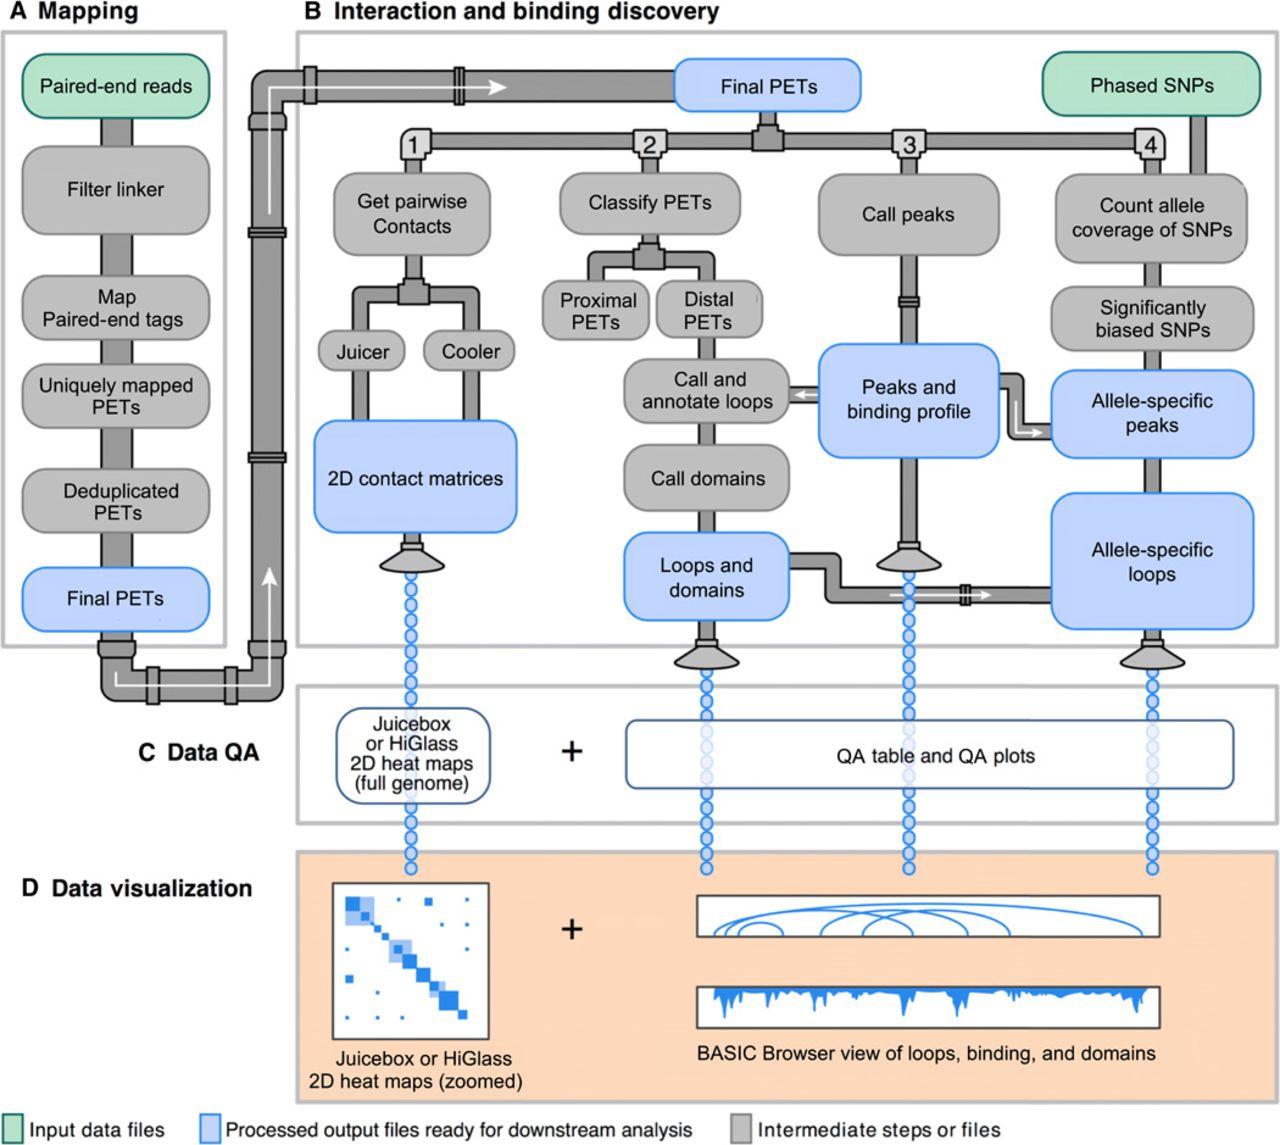 A Mapping
B Interaction and binding discovery
Paired-end reads
Filter linker
Map
Paired-end tags
Uniquely mapped
PETs
Deduplicated
PETs
Final PETs
Final PETs
Phased SNPs
1
2
3
4
Get pairwise
Contacts
Classify PETs
Call peaks
Count allele
coverage of SNPs
Proximal
PETs
Distal
PETs
Significantly
biased SNPs
Juicer
Cooler
Call and
annotate loops
Peaks and
binding profile
Allele-specific
peaks
2D contact matrices
Call domains
Loops and
domains
Allele-specific
loops
C Data QA
Juicebox
or HiGlass
2D heat maps
(full genome)
+
QA table and QA plots
D Data visualization
+
Juicebox or HiGlass
2D heat maps (zoomed)
BASIC Browser view of loops, binding, and domains
Input data files
Processed output files ready for downstream analysis
Intermediate steps or files